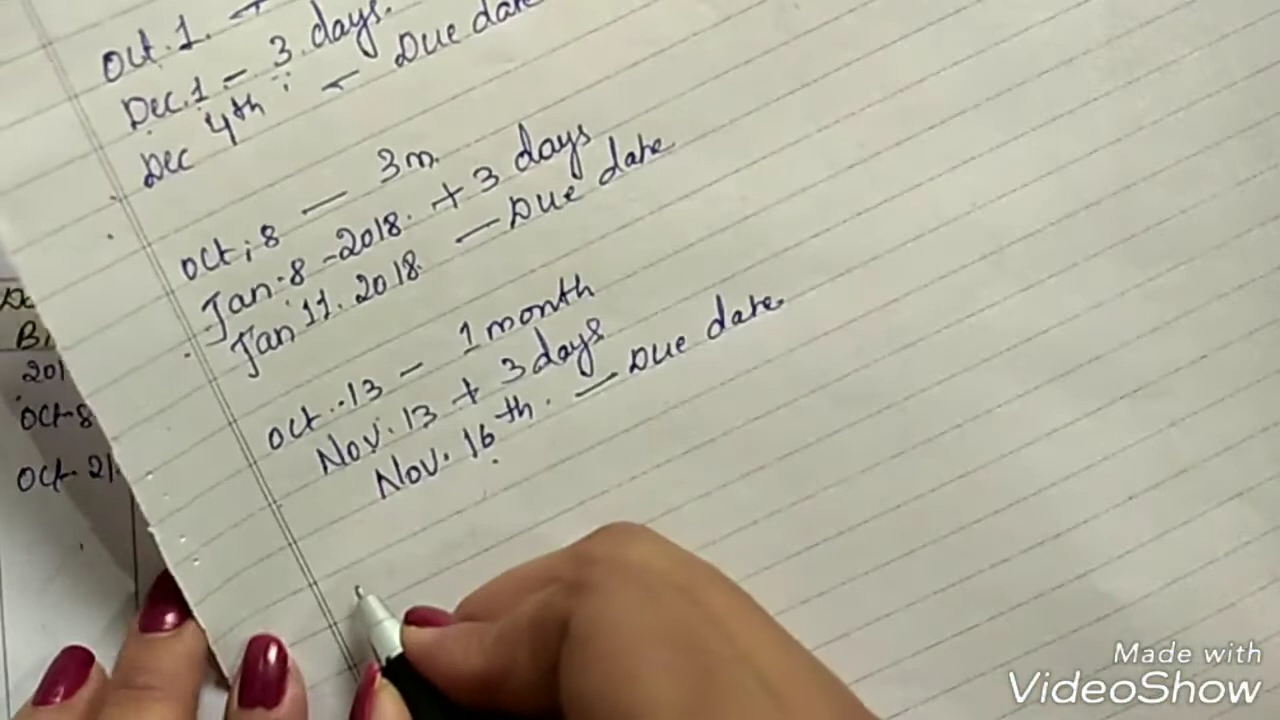 Oct. 1. –
Dec. 1 – 3 days.
Dec 4th – Due date
Oct, 8 — 3m.
Jan. 8 – 2018. + 3 days
Jan 11. 2018. — Due date
Oct. 13 – 1 month
Nov. 13 + 3 days
Nov. 16th. — Due date
201
Oct 8
Oct 21.
Made with
VideoShow